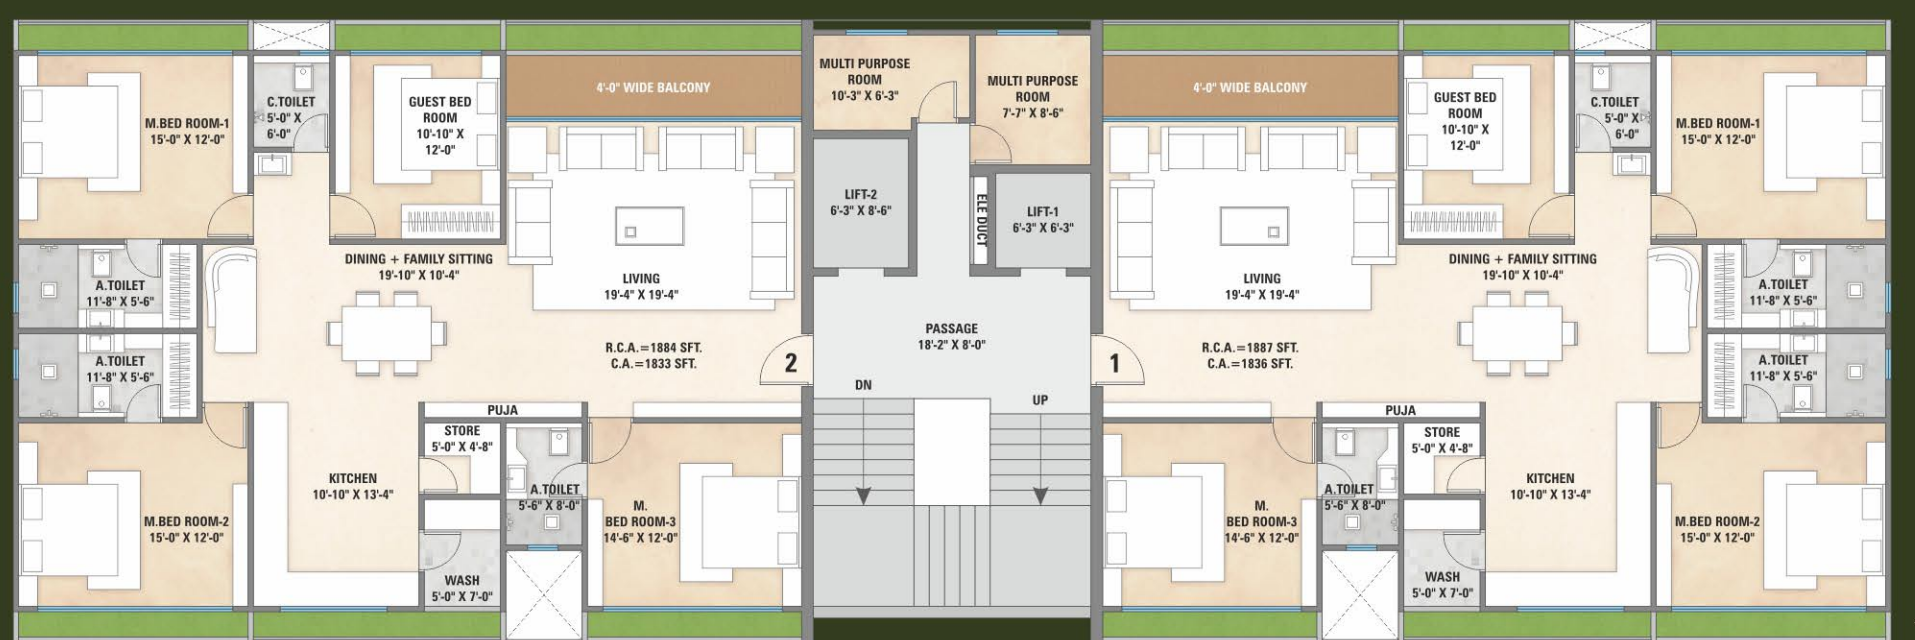 M.BED ROOM-1
15'-0" X 12'-0"
C.TOILET
5'-0" X
6'-0"
GUEST BED
ROOM
10'-10" X
12'-0"
4'-0" WIDE BALCONY
MULTI PURPOSE
ROOM
10'-3" X 6'-3"
MULTI PURPOSE
ROOM
7'-7" X 8'-6"
4'-0" WIDE BALCONY
GUEST BED
ROOM
10'-10" X
12'-0"
C.TOILET
5'-0" X
6'-0"
M.BED ROOM-1
15'-0" X 12'-0"
LIFT-2
6'-3" X 8'-6"
ELE DUCT
LIFT-1
6'-3" X 6'-3"
A.TOILET
11'-8" X 5'-6"
DINING + FAMILY SITTING
19'-10" X 10'-4"
LIVING
19'-4" X 19'-4"
LIVING
19'-4" X 19'-4"
DINING + FAMILY SITTING
19'-10" X 10'-4"
A.TOILET
11'-8" X 5'-6"
A.TOILET
11'-8" X 5'-6"
R.C.A.=1884 SFT.
C.A.=1833 SFT.
2
PASSAGE
18'-2" X 8'-0"
DN
UP
1
R.C.A.=1887 SFT.
C.A.=1836 SFT.
A.TOILET
11'-8" X 5'-6"
PUJA
PUJA
STORE
5'-0" X 4'-8"
STORE
5'-0" X 4'-8"
M.BED ROOM-2
15'-0" X 12'-0"
KITCHEN
10'-10" X 13'-4"
A.TOILET
5'-6" X 8'-0"
M.
BED ROOM-3
14'-6" X 12'-0"
M.
BED ROOM-3
14'-6" X 12'-0"
A.TOILET
5'-6" X 8'-0"
KITCHEN
10'-10" X 13'-4"
M.BED ROOM-2
15'-0" X 12'-0"
WASH
5'-0" X 7'-0"
WASH
5'-0" X 7'-0"